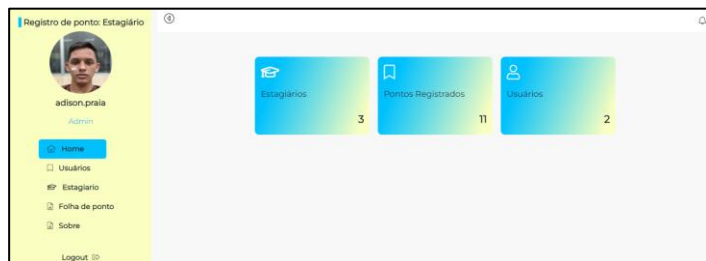 Registro de ponto: Estagiário
adison.praia
Admin
Home
Usuários
Estagiario
Folha de ponto
Sobre
Logout
Estagiários
3
Pontos Registrados
11
Usuários
2